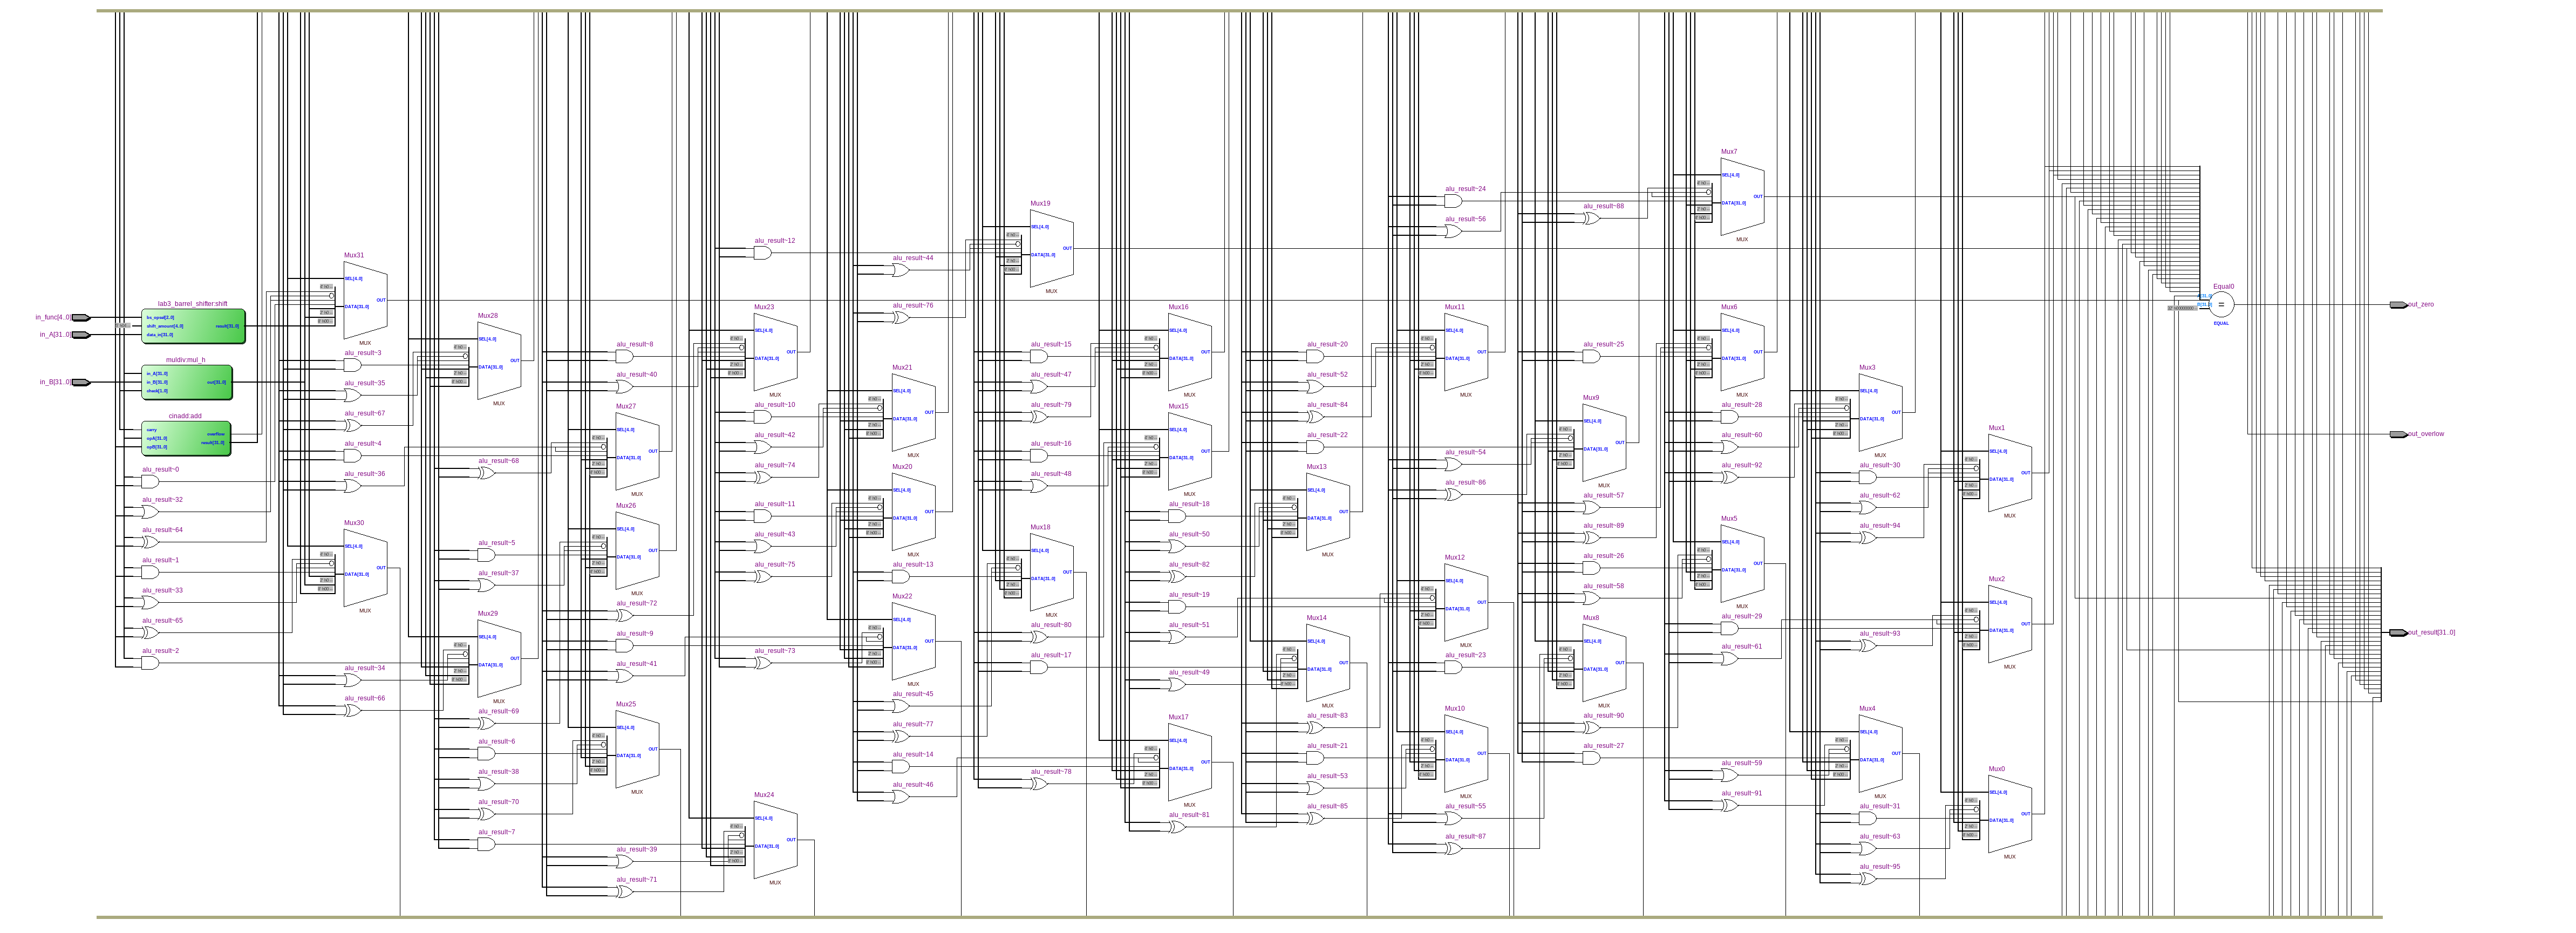 in_func[4..0]
in_A[31..0]
in_B[31..0]
lab3_barrel_shifter:shift
bs_opsel[2..0]
shift_amount[4..0]
data_in[31..0]
result[31..0]
muldiv:mul_h
in_A[31..0]
in_B[31..0]
out[31..0]
cinadd:add
carry
opA[31..0]
opB[31..0]
overflow
result[31..0]
alu_result~0
alu_result~32
alu_result~64
alu_result~1
alu_result~33
alu_result~65
alu_result~2
Mux31
SEL[4..0]
DATA[31..0]
OUT
MUX
alu_result~3
alu_result~35
alu_result~67
alu_result~4
alu_result~36
Mux30
SEL[4..0]
DATA[31..0]
OUT
MUX
alu_result~34
alu_result~66
Mux28
SEL[4..0]
DATA[31..0]
OUT
MUX
alu_result~68
alu_result~5
alu_result~37
Mux29
SEL[4..0]
DATA[31..0]
OUT
MUX
alu_result~69
alu_result~6
alu_result~38
alu_result~70
alu_result~7
alu_result~8
alu_result~40
Mux27
SEL[4..0]
DATA[31..0]
OUT
MUX
Mux26
SEL[4..0]
DATA[31..0]
OUT
MUX
alu_result~72
alu_result~9
alu_result~41
Mux25
SEL[4..0]
DATA[31..0]
OUT
MUX
alu_result~39
alu_result~71
alu_result~12
Mux23
SEL[4..0]
DATA[31..0]
OUT
MUX
alu_result~10
alu_result~42
alu_result~74
alu_result~11
alu_result~43
alu_result~75
alu_result~73
Mux24
SEL[4..0]
DATA[31..0]
OUT
MUX
alu_result~44
alu_result~76
Mux21
SEL[4..0]
DATA[31..0]
OUT
MUX
Mux20
SEL[4..0]
DATA[31..0]
OUT
MUX
alu_result~13
Mux22
SEL[4..0]
DATA[31..0]
OUT
MUX
alu_result~45
alu_result~77
alu_result~14
alu_result~46
Mux19
SEL[4..0]
DATA[31..0]
OUT
MUX
alu_result~15
alu_result~47
alu_result~79
alu_result~16
alu_result~48
Mux18
SEL[4..0]
DATA[31..0]
OUT
MUX
alu_result~80
alu_result~17
alu_result~78
Mux16
SEL[4..0]
DATA[31..0]
OUT
MUX
Mux15
SEL[4..0]
DATA[31..0]
OUT
MUX
alu_result~18
alu_result~50
alu_result~82
alu_result~19
alu_result~51
alu_result~49
Mux17
SEL[4..0]
DATA[31..0]
OUT
MUX
alu_result~81
alu_result~20
alu_result~52
alu_result~84
alu_result~22
Mux13
SEL[4..0]
DATA[31..0]
OUT
MUX
Mux14
SEL[4..0]
DATA[31..0]
OUT
MUX
alu_result~83
alu_result~21
alu_result~53
alu_result~85
alu_result~24
alu_result~56
Mux11
SEL[4..0]
DATA[31..0]
OUT
MUX
alu_result~54
alu_result~86
Mux12
SEL[4..0]
DATA[31..0]
OUT
MUX
alu_result~23
Mux10
SEL[4..0]
DATA[31..0]
OUT
MUX
alu_result~55
alu_result~87
alu_result~88
alu_result~25
Mux9
SEL[4..0]
DATA[31..0]
OUT
MUX
alu_result~57
alu_result~89
alu_result~26
alu_result~58
Mux8
SEL[4..0]
DATA[31..0]
OUT
MUX
alu_result~90
alu_result~27
Mux7
SEL[4..0]
DATA[31..0]
OUT
MUX
Mux6
SEL[4..0]
DATA[31..0]
OUT
MUX
alu_result~28
alu_result~60
alu_result~92
Mux5
SEL[4..0]
DATA[31..0]
OUT
MUX
alu_result~29
alu_result~61
alu_result~59
alu_result~91
Mux3
SEL[4..0]
DATA[31..0]
OUT
MUX
alu_result~30
alu_result~62
alu_result~94
alu_result~93
Mux4
SEL[4..0]
DATA[31..0]
OUT
MUX
alu_result~31
alu_result~63
alu_result~95
Mux1
SEL[4..0]
DATA[31..0]
OUT
MUX
Mux2
SEL[4..0]
DATA[31..0]
OUT
MUX
Mux0
SEL[4..0]
DATA[31..0]
OUT
MUX
Equal0
=
EQUAL
out_zero
out_overlow
out_result[31..0]